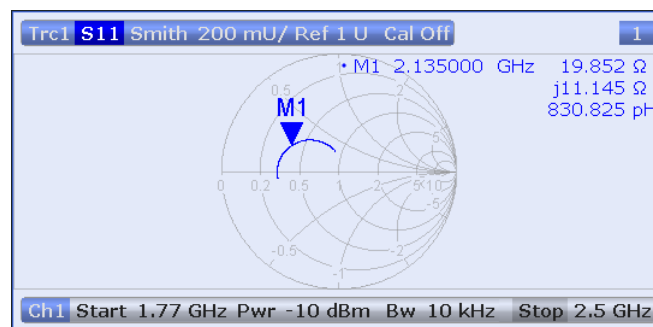 Trc1 S11 Smith 200 mU/ Ref 1 U Cal Off 1
• M1 2.135000 GHz 19.852 Ω
j11.145 Ω
830.825 pH
M1
0.5
2
5
0 0.2 0.5 1 2 5 10
-5
-0.5
-2
-1
Ch1 Start 1.77 GHz Pwr -10 dBm Bw 10 kHz Stop 2.5 GHz